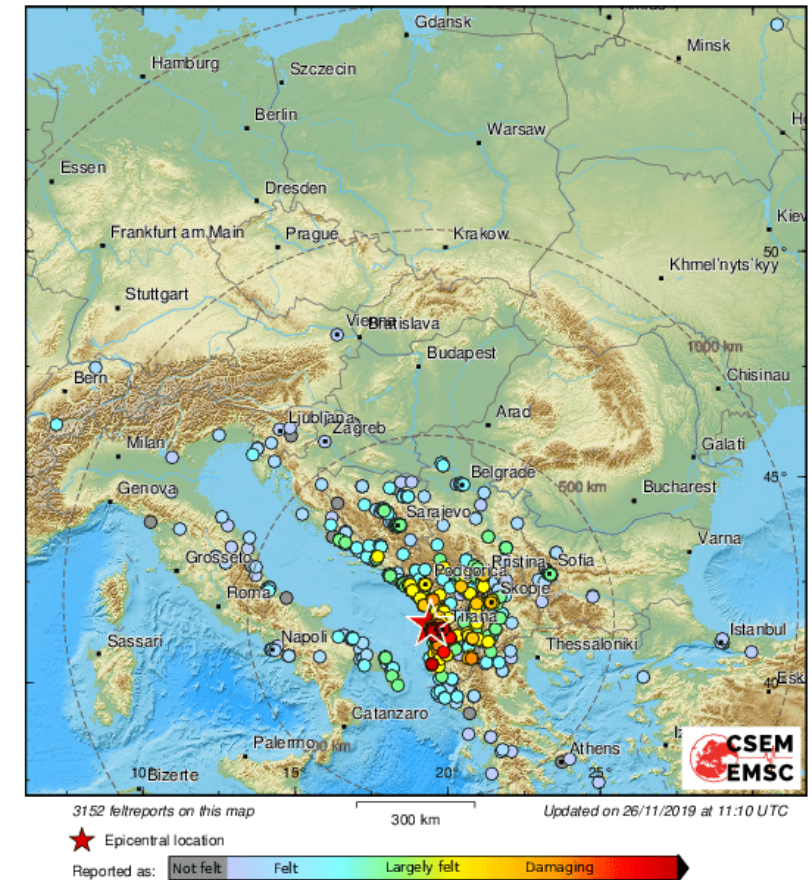 Gdansk
Minsk
Hamburg
Szczecin
Berlin
Warsaw
Essen
Dresden
Kiev
Frankfurt am Main
Prague
Krakow
50°
Khmel'nyts'kyy
Stuttgart
Vienna
Bratislava
1000 km
Budapest
Bern
Chisinau
Arad
Ljubljana
Zagreb
Milan
Galati
Belgrade
45°
Genova
500 km
Bucharest
Sarajevo
Varna
Grosseto
Pristina
Sofia
Podgorica
Roma
Skopje
Tirana
Istanbul
Sassari
Napoli
Thessaloniki
40°
Esk
Catanzaro
Iz
CSEM
EMSC
Palermo
Athens
10°
Bizerte
15°
20°
25°
3152 feltreports on this map
300 km
Updated on 26/11/2019 at 11:10 UTC
Epicentral location
Reported as:
Not felt
Felt
Largely felt
Damaging